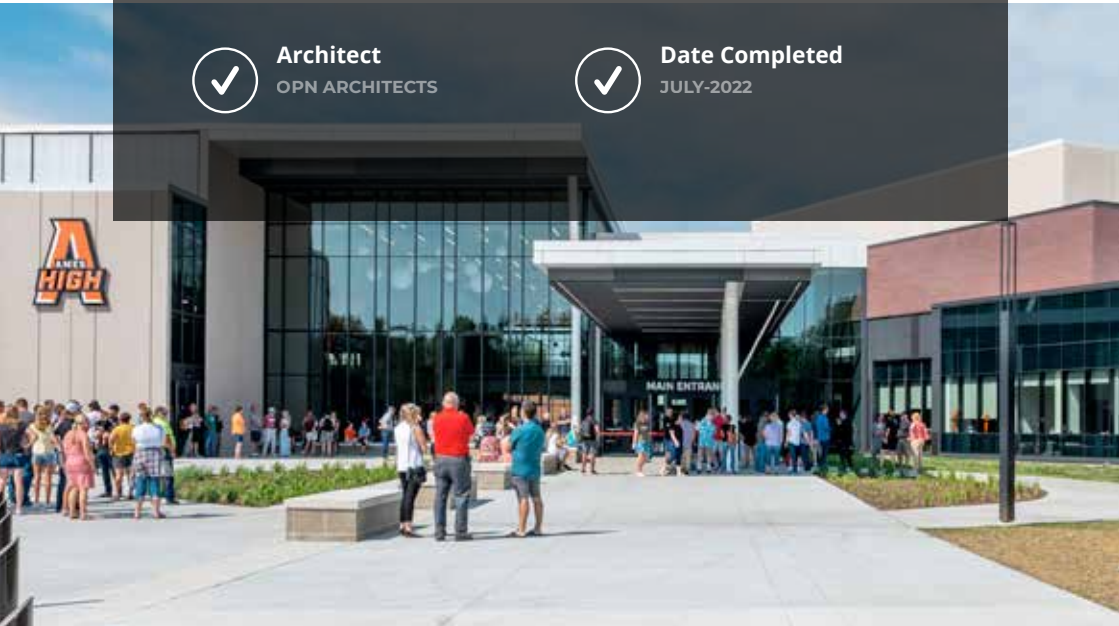 Architect
OPN ARCHITECTS
Date Completed
JULY-2022
A
AMES
HIGH
MAIN ENTRAN